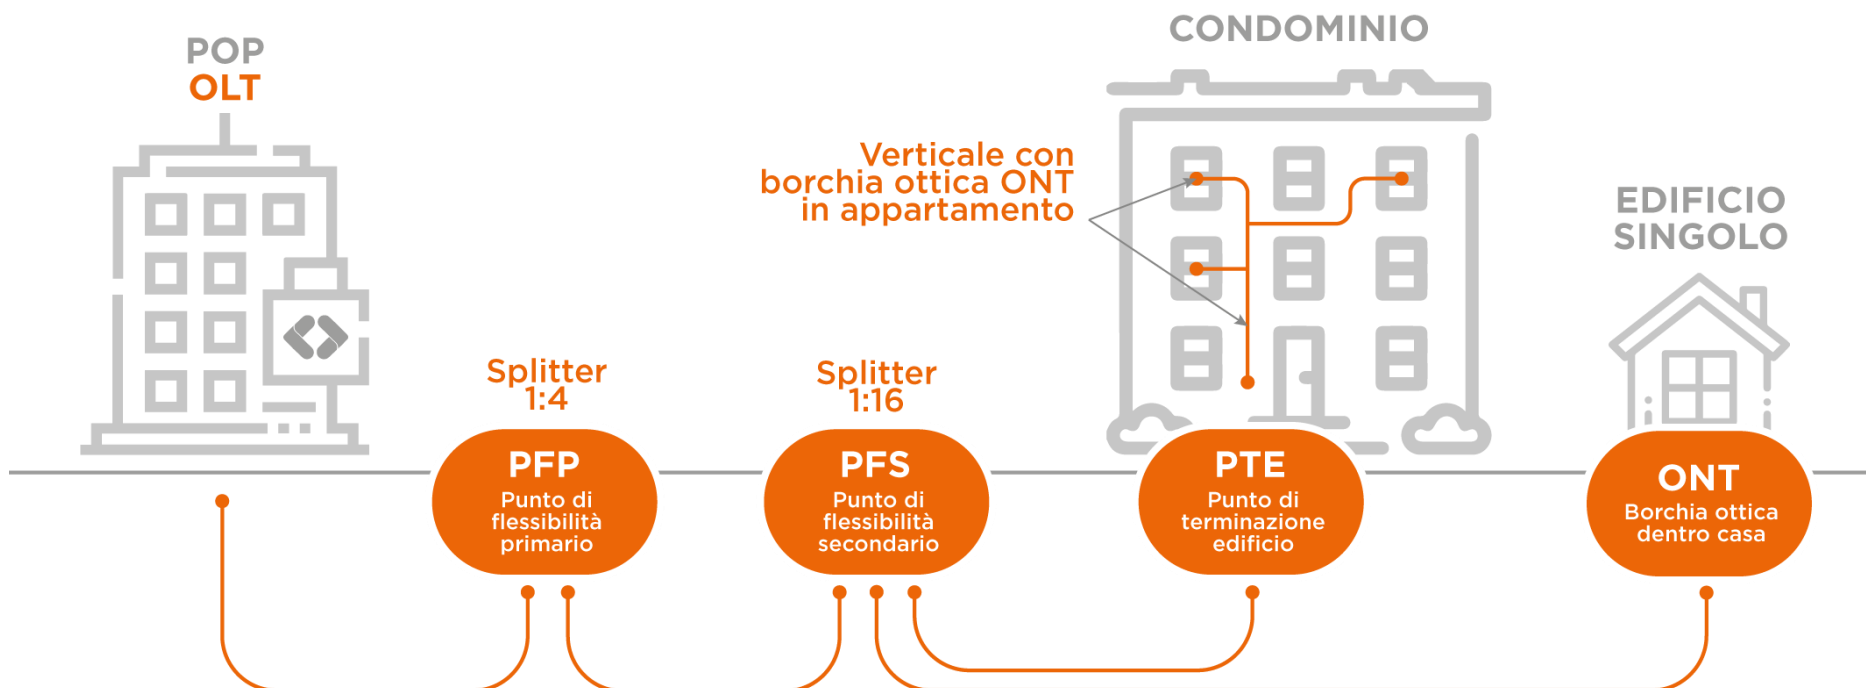 POP
OLT
CONDOMINIO
Verticale con
borchia ottica ONT
in appartamento
EDIFICIO
SINGOLO
Splitter
1:4
Splitter
1:16
PFP
Punto di
flessibilità
primario
PFS
Punto di
flessibilità
secondario
PTE
Punto di
terminazione
edificio
ONT
Borchia ottica
dentro casa